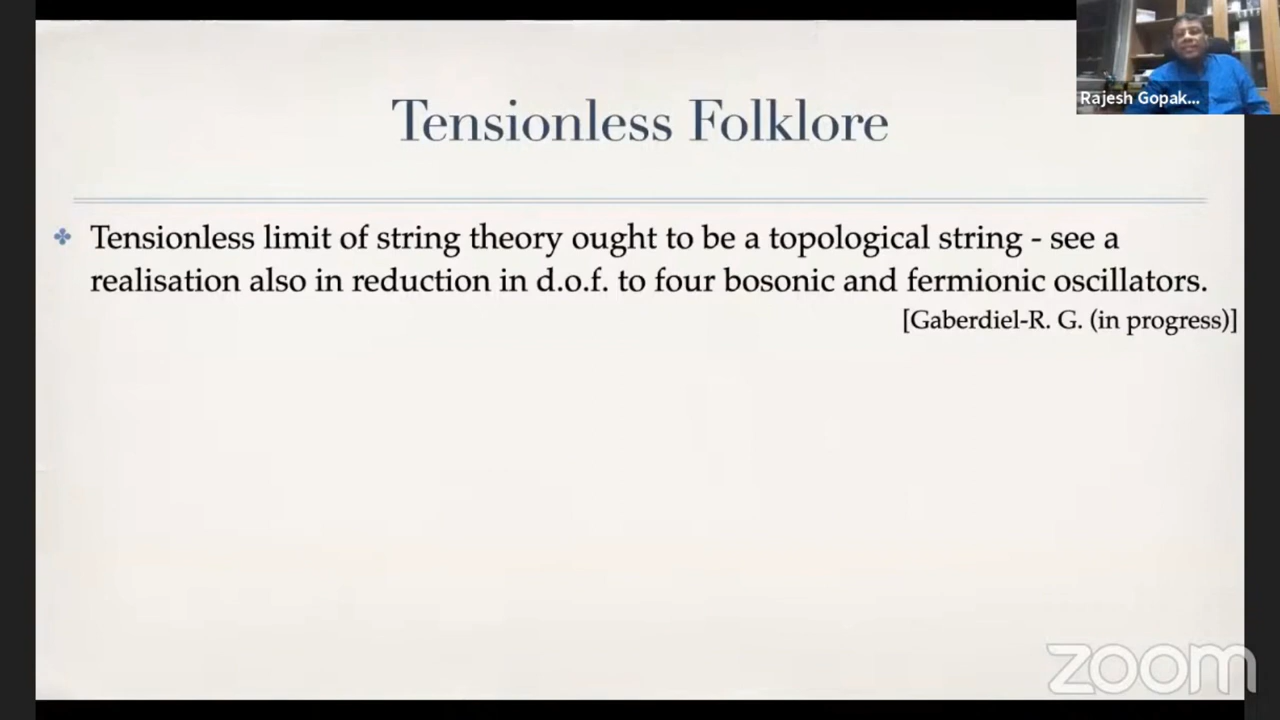 Rajesh Gopak...
Tensionless Folklore
Tensionless limit of string theory ought to be a topological string - see a
realisation also in reduction in d.o.f. to four bosonic and fermionic oscillators.
[Gaberdiel-R. G. (in progress)]
zoom